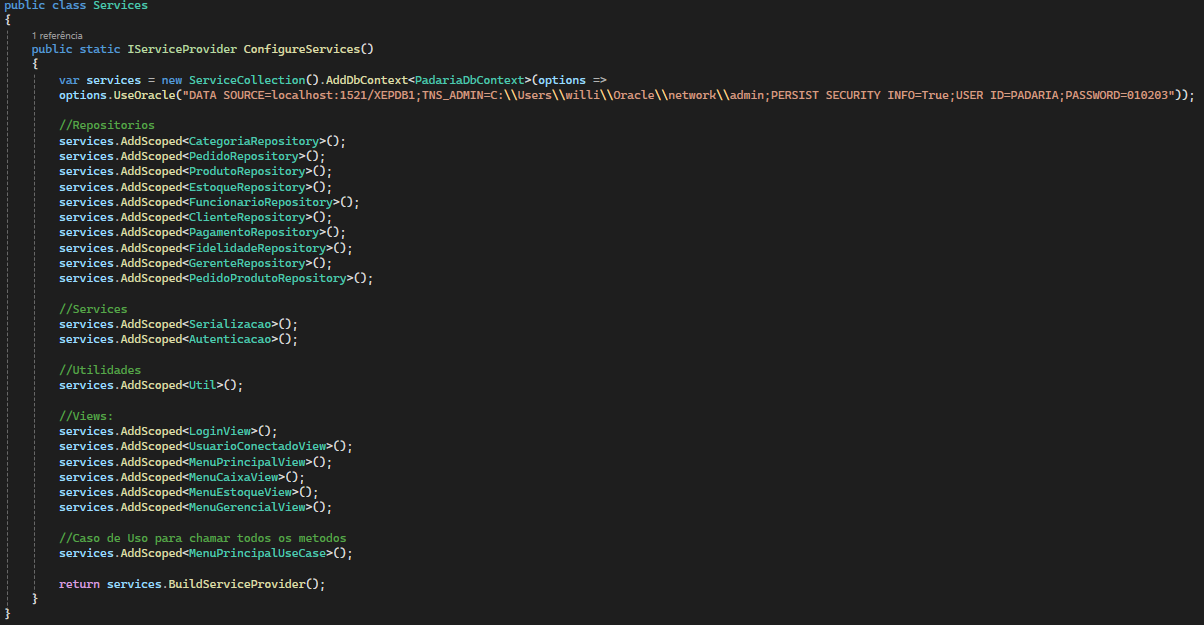 public class Services
{
1 referência
public static IServiceProvider ConfigureServices()
{
var services = new ServiceCollection().AddDbContext<PadariaDbContext>(options =>
options.UseOracle("DATA SOURCE=localhost:1521/XEPDB1;TNS_ADMIN=C:\\Users\\willi\\Oracle\\network\\admin;PERSIST SECURITY INFO=True;USER ID=PADARIA;PASSWORD=010203"));
//Repositorios
services.AddScoped<CategoriaRepository>();
services.AddScoped<PedidoRepository>();
services.AddScoped<ProdutoRepository>();
services.AddScoped<EstoqueRepository>();
services.AddScoped<FuncionarioRepository>();
services.AddScoped<ClienteRepository>();
services.AddScoped<PagamentoRepository>();
services.AddScoped<FidelidadeRepository>();
services.AddScoped<GerenteRepository>();
services.AddScoped<PedidoProdutoRepository>();
//Services
services.AddScoped<Serializacao>();
services.AddScoped<Autenticacao>();
//Utilidades
services.AddScoped<Util>();
//Views:
services.AddScoped<LoginView>();
services.AddScoped<UsuarioConectadoView>();
services.AddScoped<MenuPrincipalView>();
services.AddScoped<MenuCaixaView>();
services.AddScoped<MenuEstoqueView>();
services.AddScoped<MenuGerencialView>();
//Caso de Uso para chamar todos os metodos
services.AddScoped<MenuPrincipalUseCase>();
return services.BuildServiceProvider();
}
}